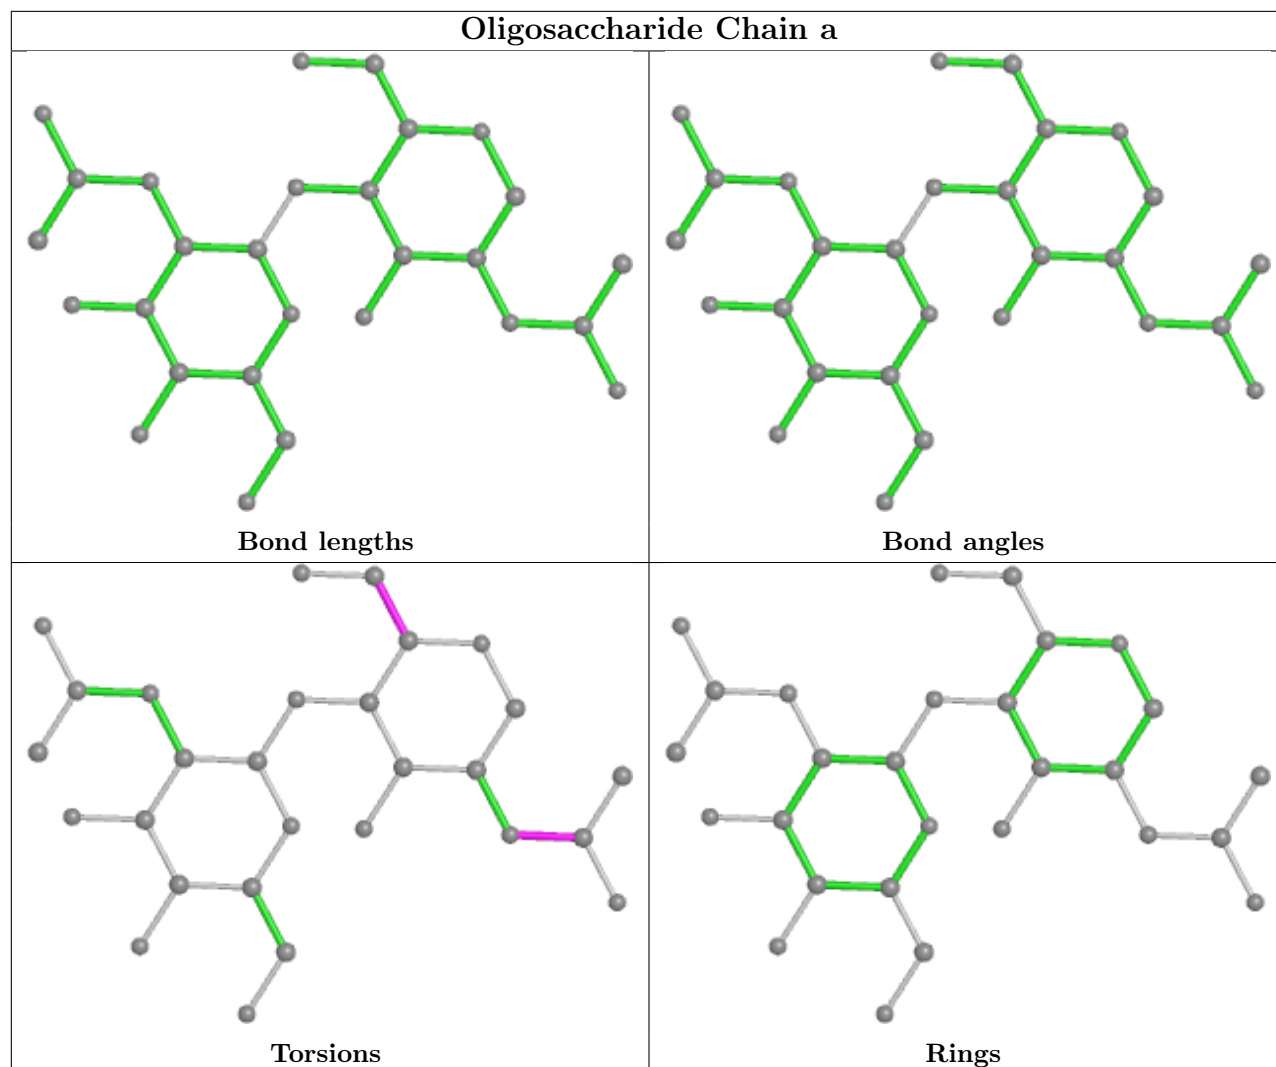 Oligosaccharide Chain a
Bond lengths
Bond angles
Torsions
Rings